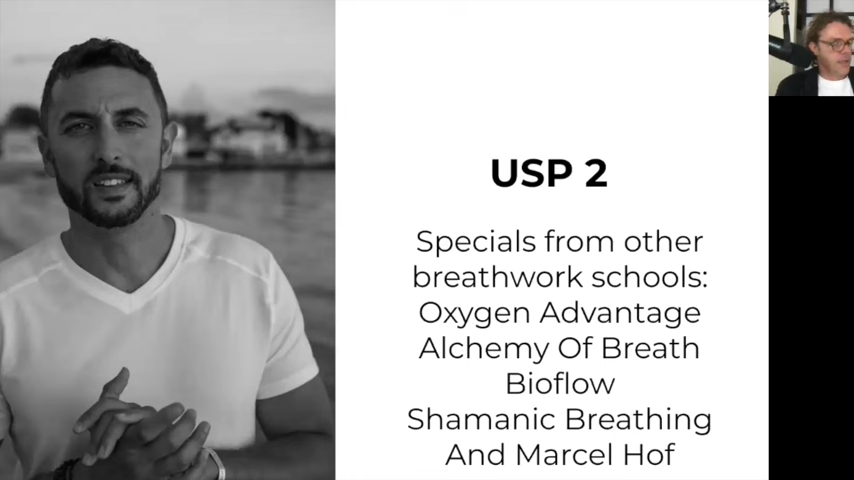 USP 2
Specials from other
breathwork schools:
Oxygen Advantage
Alchemy Of Breath
Bioflow
Shamanic Breathing
And Marcel Hof